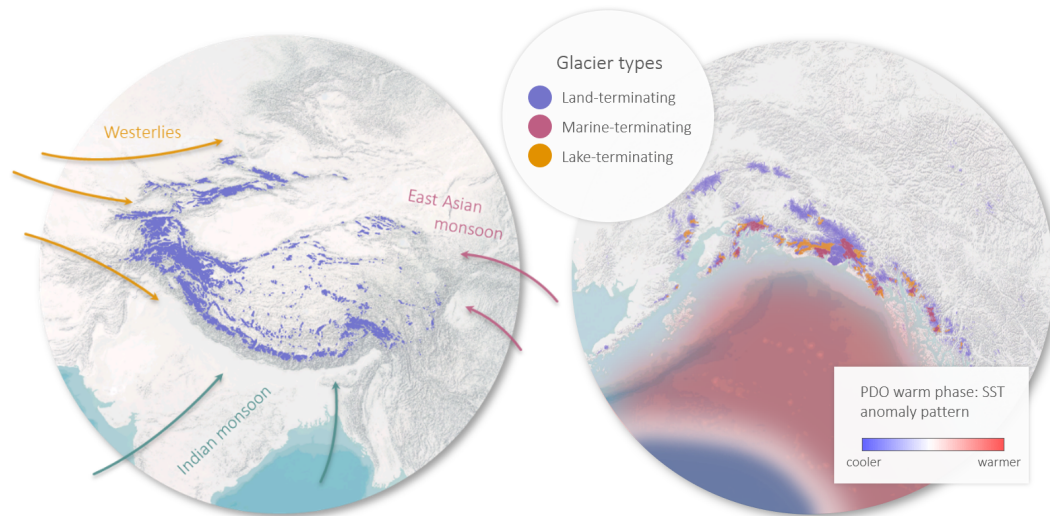 Glacier types
Land-terminating
Marine-terminating
Lake-terminating
Westerlies
East Asian
monsoon
Indian monsoon
PDO warm phase: SST
anomaly pattern
cooler
warmer